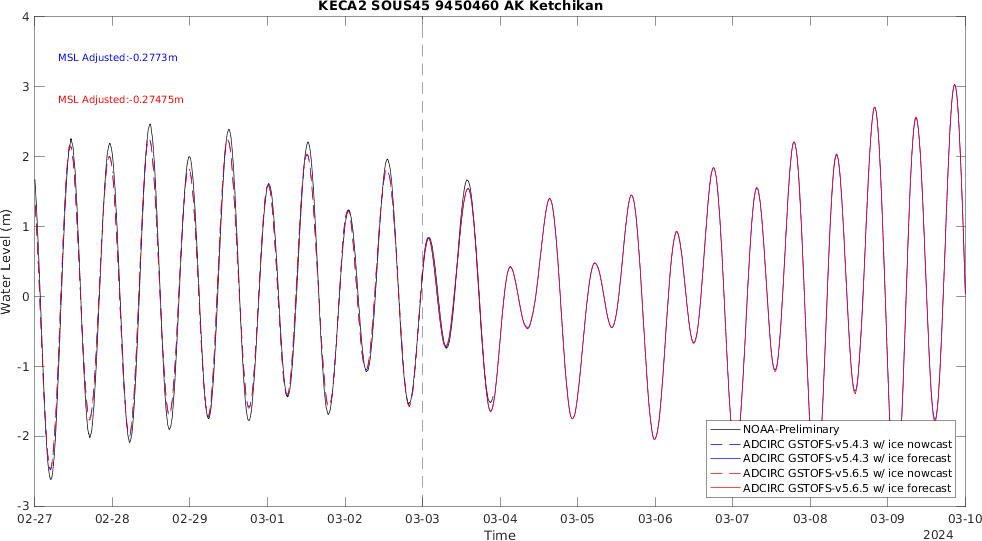 KECA2 SOUS45 9450460 AK Ketchikan
4
3
2
1
0
-1
-2
-3
Water Level (m)
MSL Adjusted:-0.2773m
MSL Adjusted:-0.27475m
NOAA-Preliminary
ADCIRC GSTOFS-v5.4.3 w/ ice nowcast
ADCIRC GSTOFS-v5.4.3 w/ ice forecast
ADCIRC GSTOFS-v5.6.5 w/ ice nowcast
ADCIRC GSTOFS-v5.6.5 w/ ice forecast
02-27 02-28 02-29 03-01 03-02 03-03 03-04 03-05 03-06 03-07 03-08 03-09 03-10
Time
2024